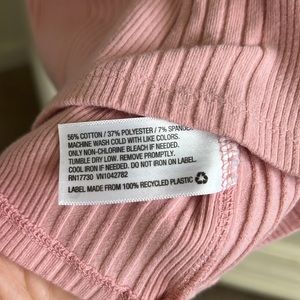 56% COTTON / 37% POLYESTER / 7% SPANDE
MACHINE WASH COLD WITH LIKE COLORS.
ONLY NON-CHLORINE BLEACH IF NEEDED.
TUMBLE DRY LOW. REMOVE PROMPTLY.
COOL IRON IF NEEDED. DO NOT IRON ON LABEL.
RN17730 VN1042782
LABEL MADE FROM 100% RECYCLED PLASTIC